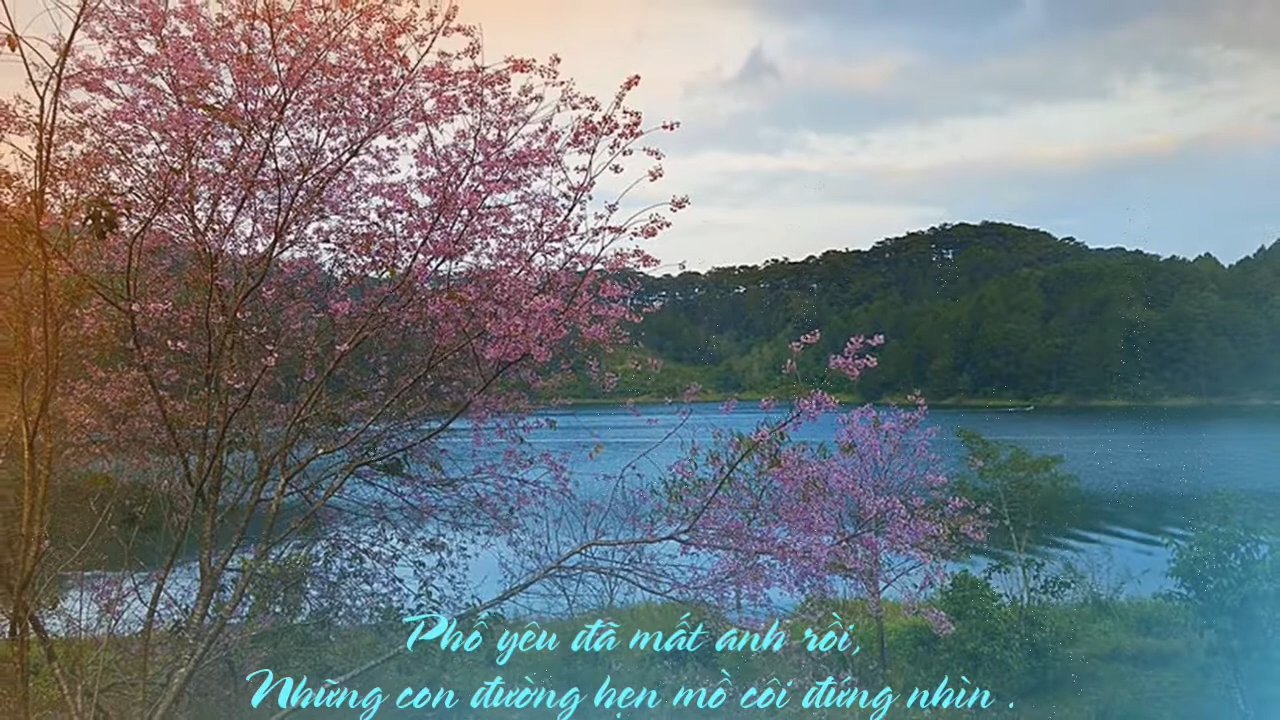 Phố yêu đã mất anh rồi,
Những con đường hẹn mồ côi đứng nhìn .